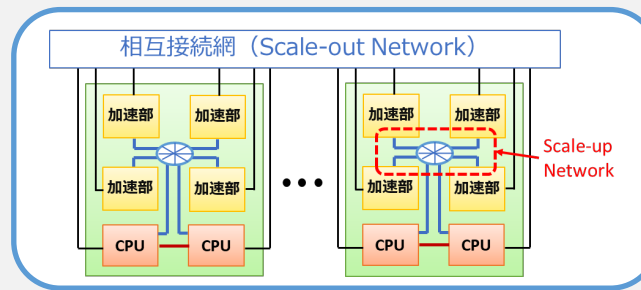 相互接続網（Scale-out Network）
加速部 加速部 加速部 加速部
Scale-up
Network
加速部 加速部 加速部 加速部
CPU CPU CPU CPU